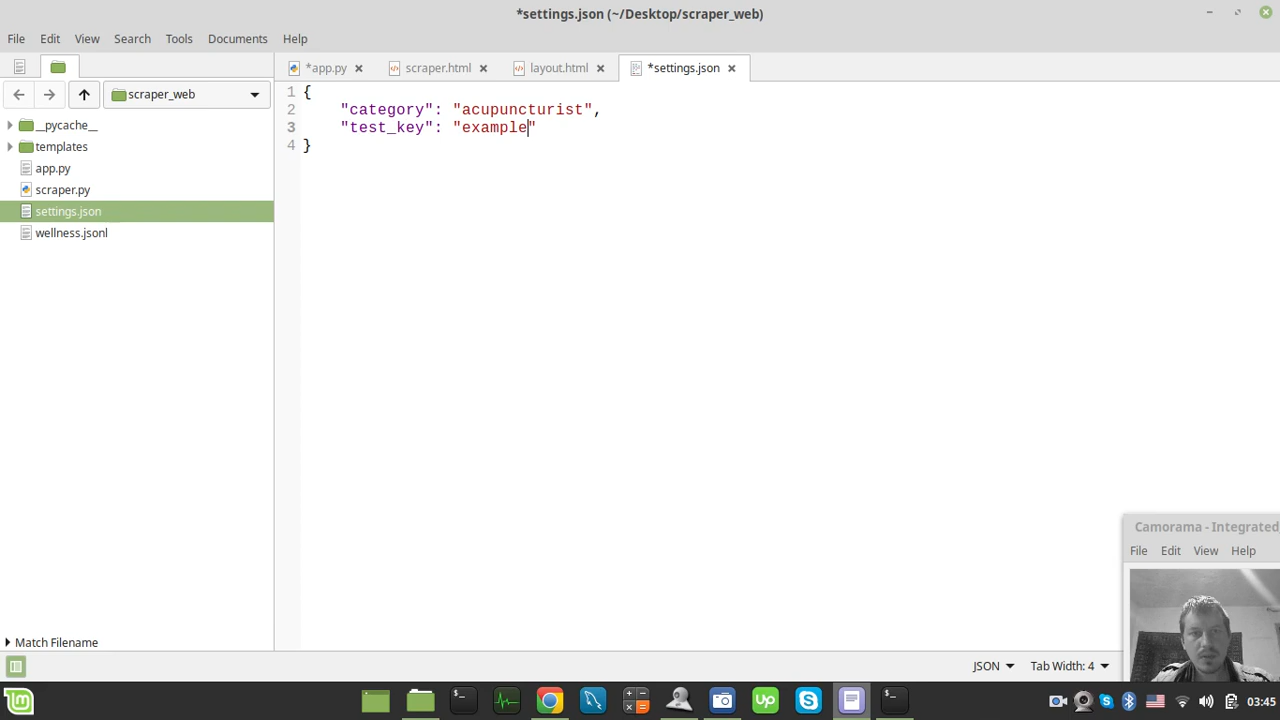 *settings.json (~/Desktop/scraper_web)
File Edit View Search Tools Documents Help
*app.py scraper.html layout.html *settings.json
scraper_web
__pycache__
templates
app.py
scraper.py
settings.json
wellness.jsonl
1 {
2 "category": "acupuncturist",
3 "test_key": "example"
4 }
Camorama - Integrated
File Edit View Help
Match Filename
JSON Tab Width: 4
up
03:45